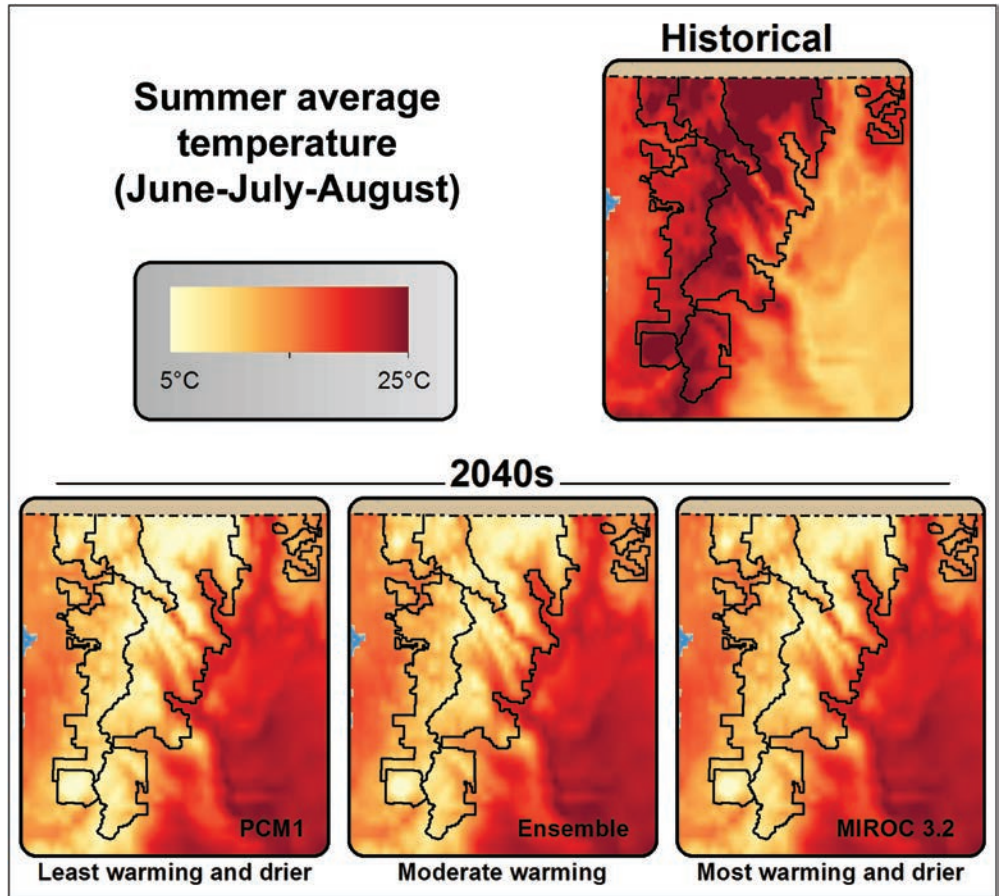 Historical
Summer average
temperature
(June-July-August)
5°C 25°C
2040s
PCM1
Ensemble
MIROC 3.2
Least warming and drier
Moderate warming
Most warming and drier